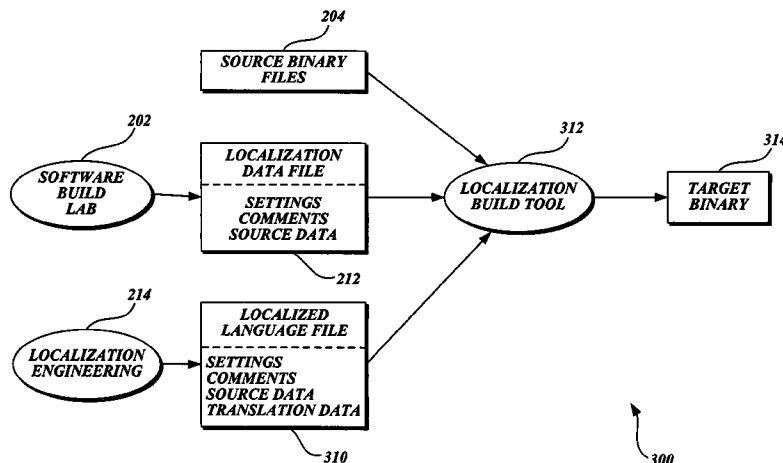 204
SOURCE BINARY
FILES
202
SOFTWARE
BUILD
LAB
LOCALIZATION
DATA FILE
SETTINGS
COMMENTS
SOURCE DATA
212
312
LOCALIZATION
BUILD TOOL
314
TARGET
BINARY
214
LOCALIZATION
ENGINEERING
LOCALIZED
LANGUAGE FILE
SETTINGS
COMMENTS
SOURCE DATA
TRANSLATION DATA
310
300